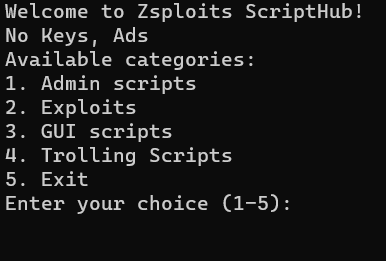 Welcome to Zsploits ScriptHub!
No Keys, Ads
Available categories:
1. Admin scripts
2. Exploits
3. GUI scripts
4. Trolling Scripts
5. Exit
Enter your choice (1-5):